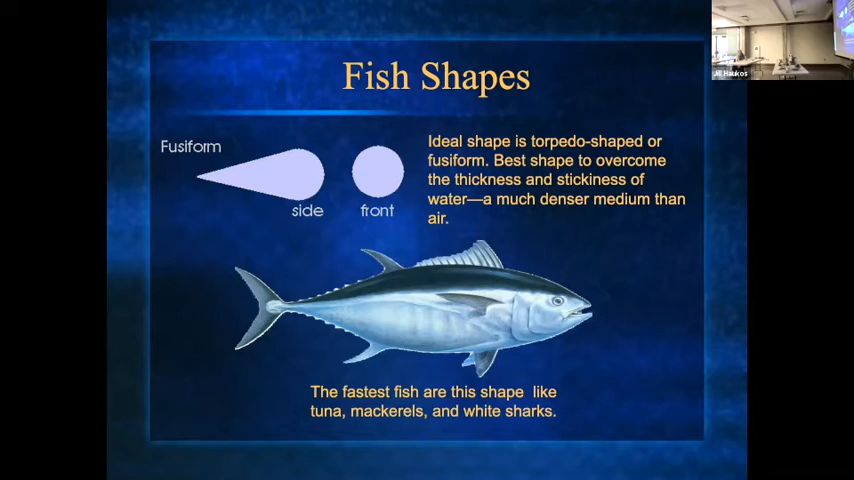 Fish Shapes
Fusiform
side
front
Ideal shape is torpedo-shaped or
fusiform. Best shape to overcome
the thickness and stickiness of
water—a much denser medium than
air.
The fastest fish are this shape like
tuna, mackerels, and white sharks.
Jill Haukos